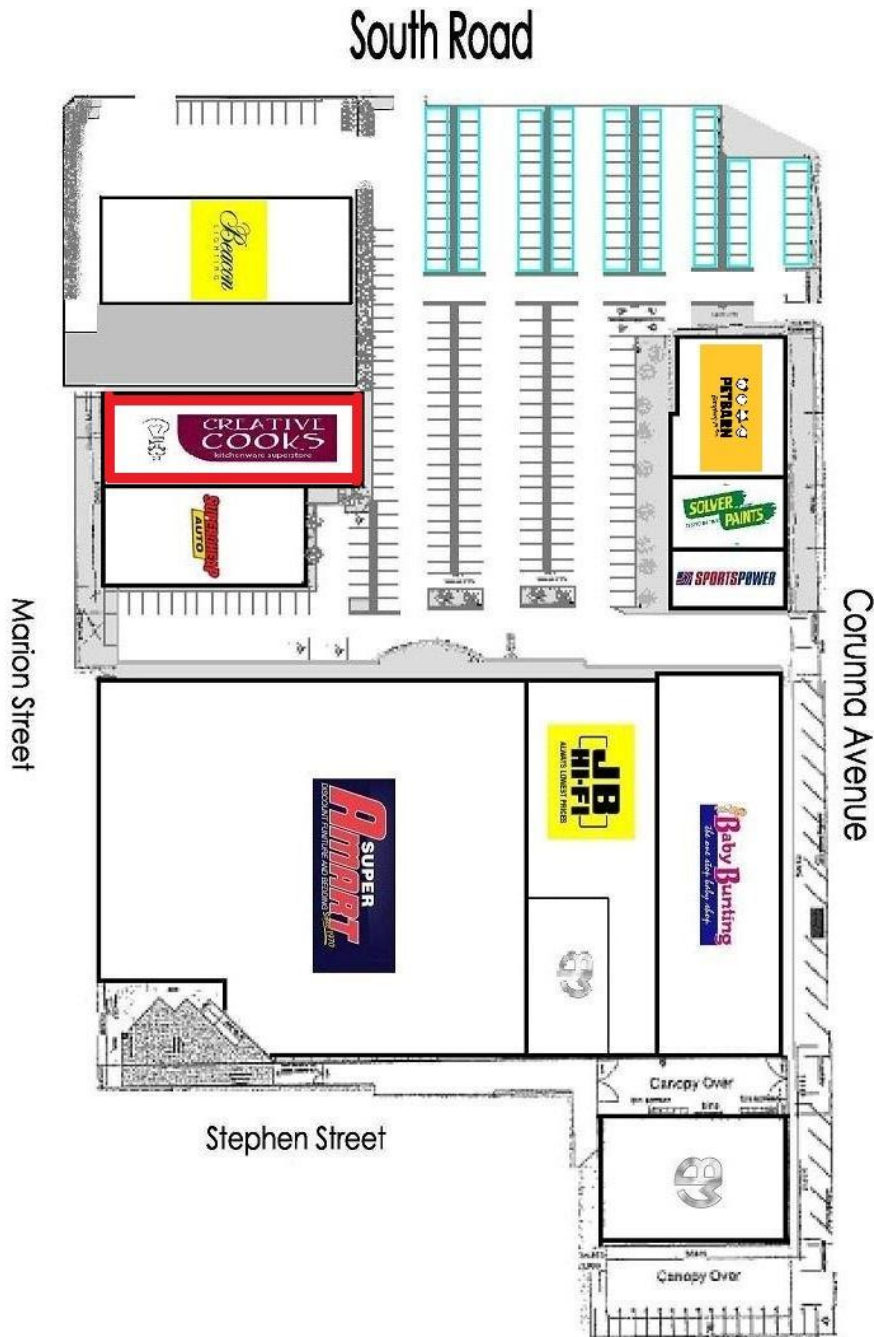 South Road
Beacon
LIGHTING
PETBARN
CREATIVE
COOKS
kitchenware superstore
SOLVER
PAINTS
SUPERCHEAP
AUTO
SPORTSPOWER
Marion Street
Corunna Avenue
JB
HI-FI
ALWAYS LOWEST PRICES
SUPER
AMART
DISCOUNT FURNITURE AND BEDDING SINCE 1970
Baby Bunting
the one stop baby shop
Canopy Over
Stephen Street
Canopy Over